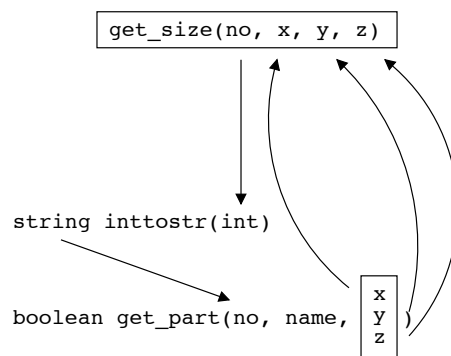 get_size(no, x, y, z)
string inttostr(int)
x
boolean get_part(no, name, y )
z